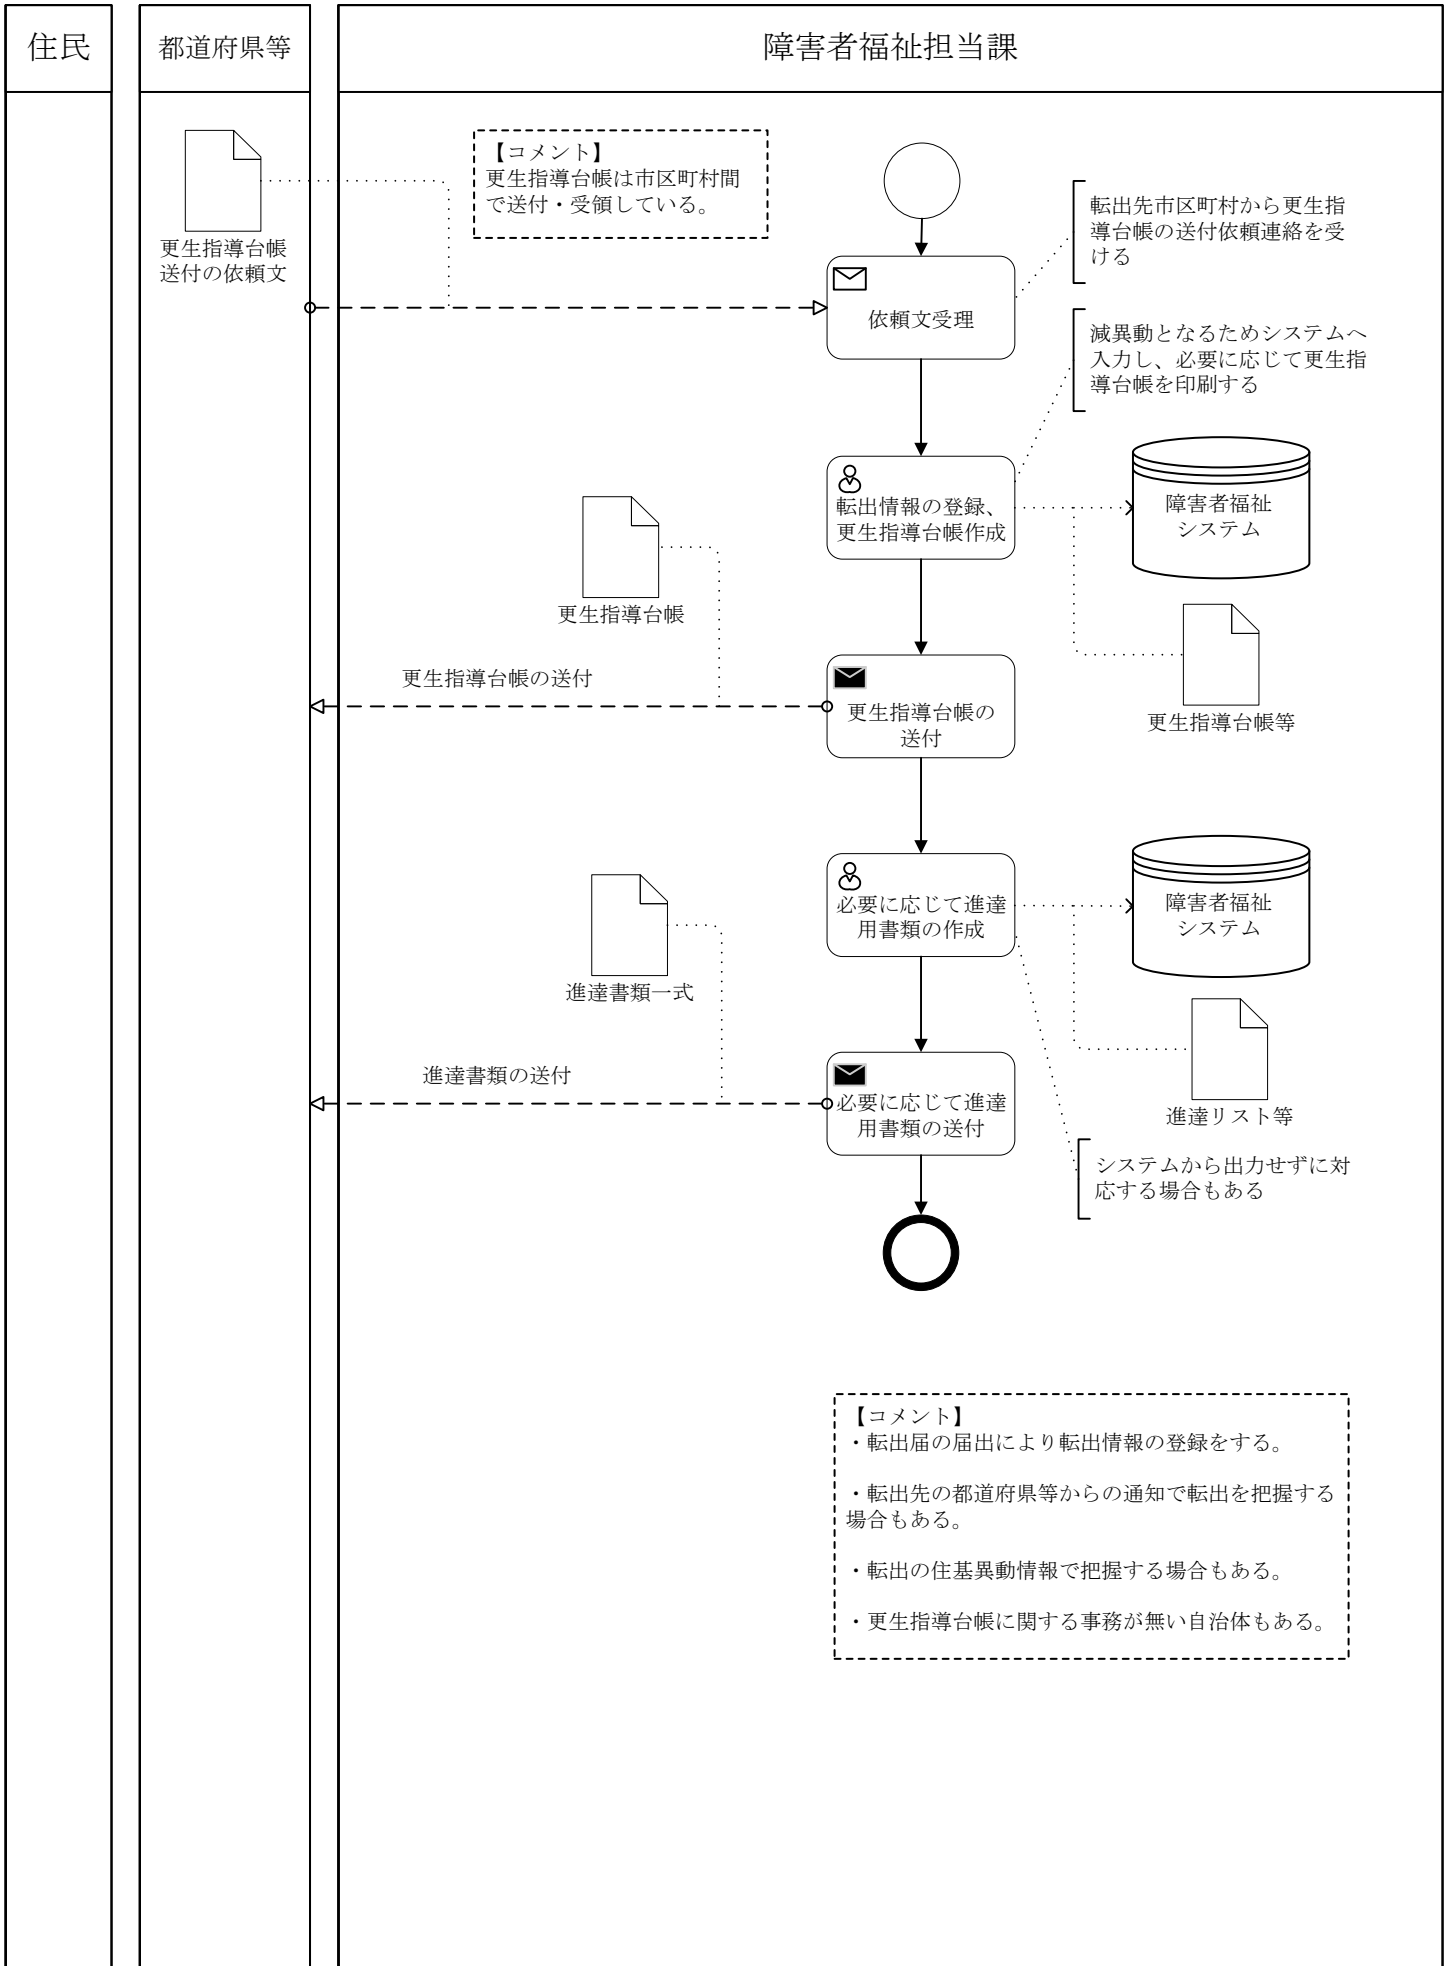 住民
都道府県等
障害者福祉担当課
更生指導台帳
送付の依頼文
【コメント】
更生指導台帳は市区町村間
で送付・受領している。
転出先市区町村から更生指
導台帳の送付依頼連絡を受
ける
依頼文受理
減異動となるためシステムへ
入力し、必要に応じて更生指
導台帳を印刷する
転出情報の登録、
更生指導台帳作成
障害者福祉
システム
更生指導台帳
更生指導台帳等
更生指導台帳の送付
更生指導台帳の
送付
必要に応じて進達
用書類の作成
障害者福祉
システム
進達書類一式
進達リスト等
進達書類の送付
必要に応じて進達
用書類の送付
システムから出力せずに対
応する場合もある
【コメント】
・転出届の届出により転出情報の登録をする。
・転出先の都道府県等からの通知で転出を把握する
場合もある。
・転出の住基異動情報で把握する場合もある。
・更生指導台帳に関する事務が無い自治体もある。